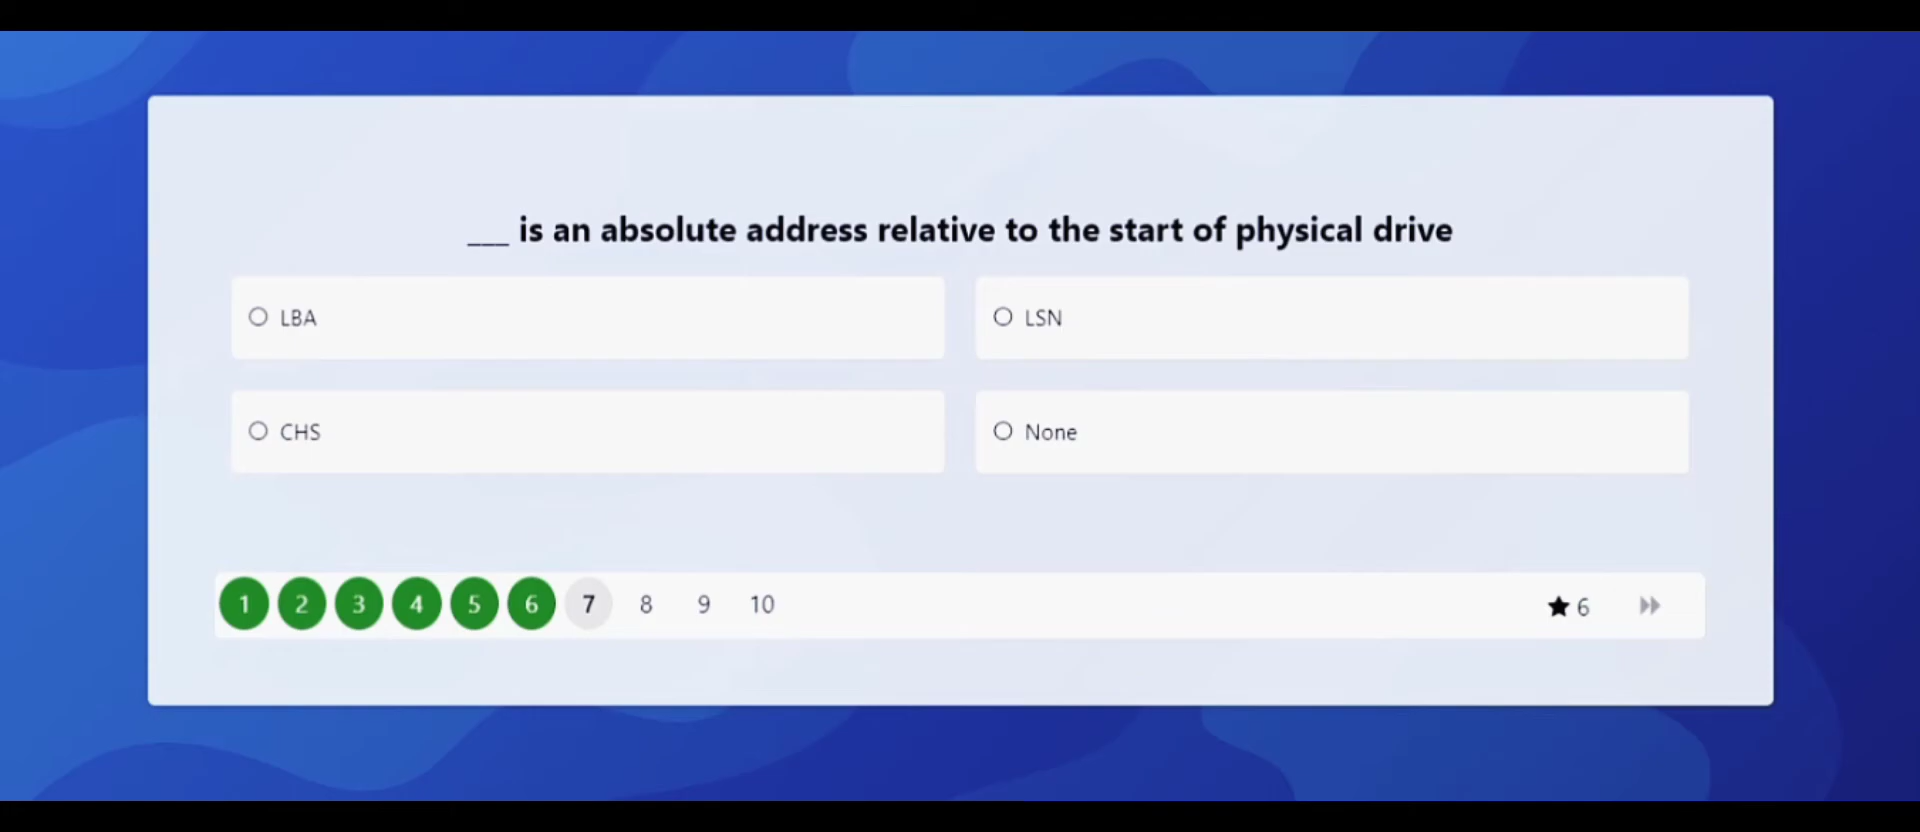 ___ is an absolute address relative to the start of physical drive
LBA
LSN
CHS
None
1 2 3 4 5 6 7 8 9 10
6